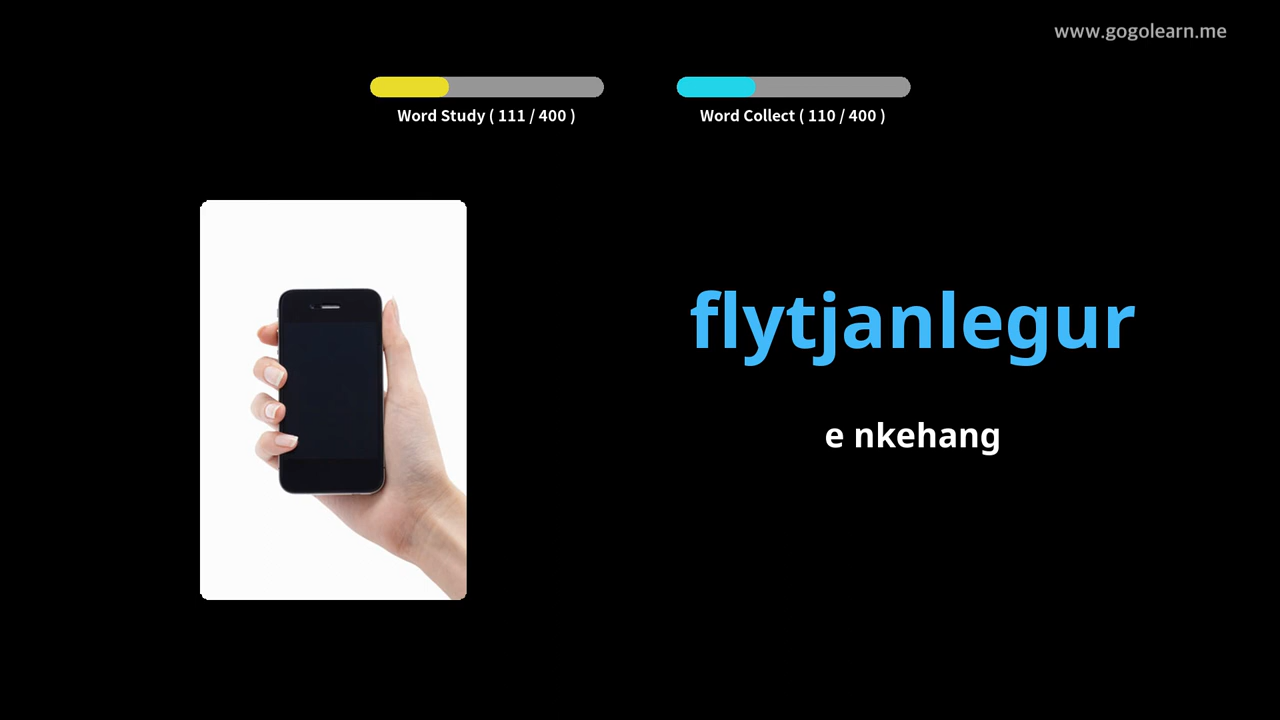 www.gogolearn.me
Word Study ( 111 / 400 )
Word Collect ( 110 / 400 )
flytjanlegur
e nkehang